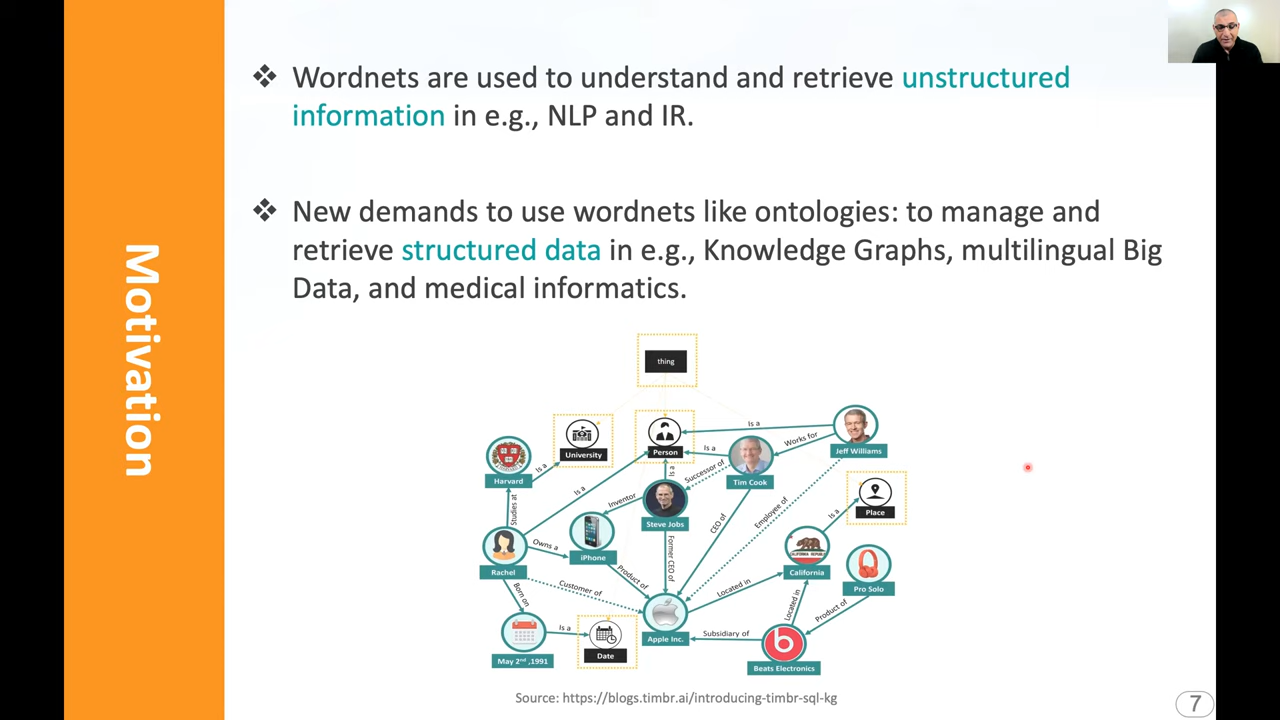 Motivation
❖ Wordnets are used to understand and retrieve unstructured
information in e.g., NLP and IR.
❖ New demands to use wordnets like ontologies: to manage and
retrieve structured data in e.g., Knowledge Graphs, multilingual Big
Data, and medical informatics.
thing
University
Person
Is a
Works for
Jeff Williams
Harvard
Is a
Is a
Is a
Is a
Successor of
Tim Cook
Studies at
Inventor
Steve Jobs
Place
Is a
CEO of
Employee of
Former CEO of
Rachel
Owns a
iPhone
Product of
California
Pro Solo
Born on
Customer of
Located in
Located in
Product of
Apple Inc.
May 2nd ,1991
Is a
Date
Subsidiary of
Beats Electronics
Source: https://blogs.timbr.ai/introducing-timbr-sql-kg
7